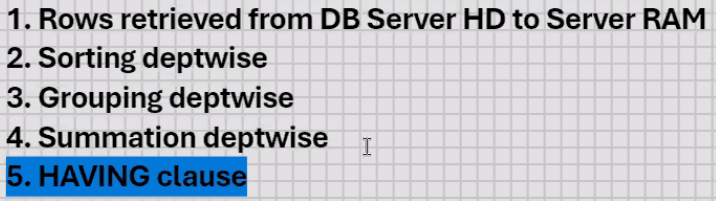 1. Rows retrieved from DB Server HD to Server RAM
2. Sorting deptwise
3. Grouping deptwise
4. Summation deptwise
5. HAVING clause